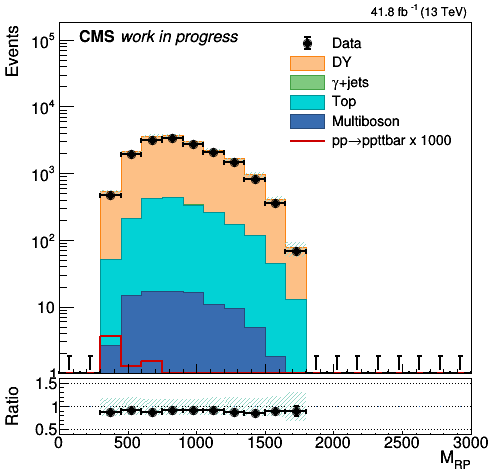 41.8 fb⁻¹ (13 TeV)
CMS work in progress
Events
10⁵
10⁴
10³
10²
10
1
Data
DY
γ+jets
Top
Multiboson
pp→ppttbar x 1000
Ratio
1.5
1
0.5
0 500 1000 1500 2000 2500 3000
M_RP